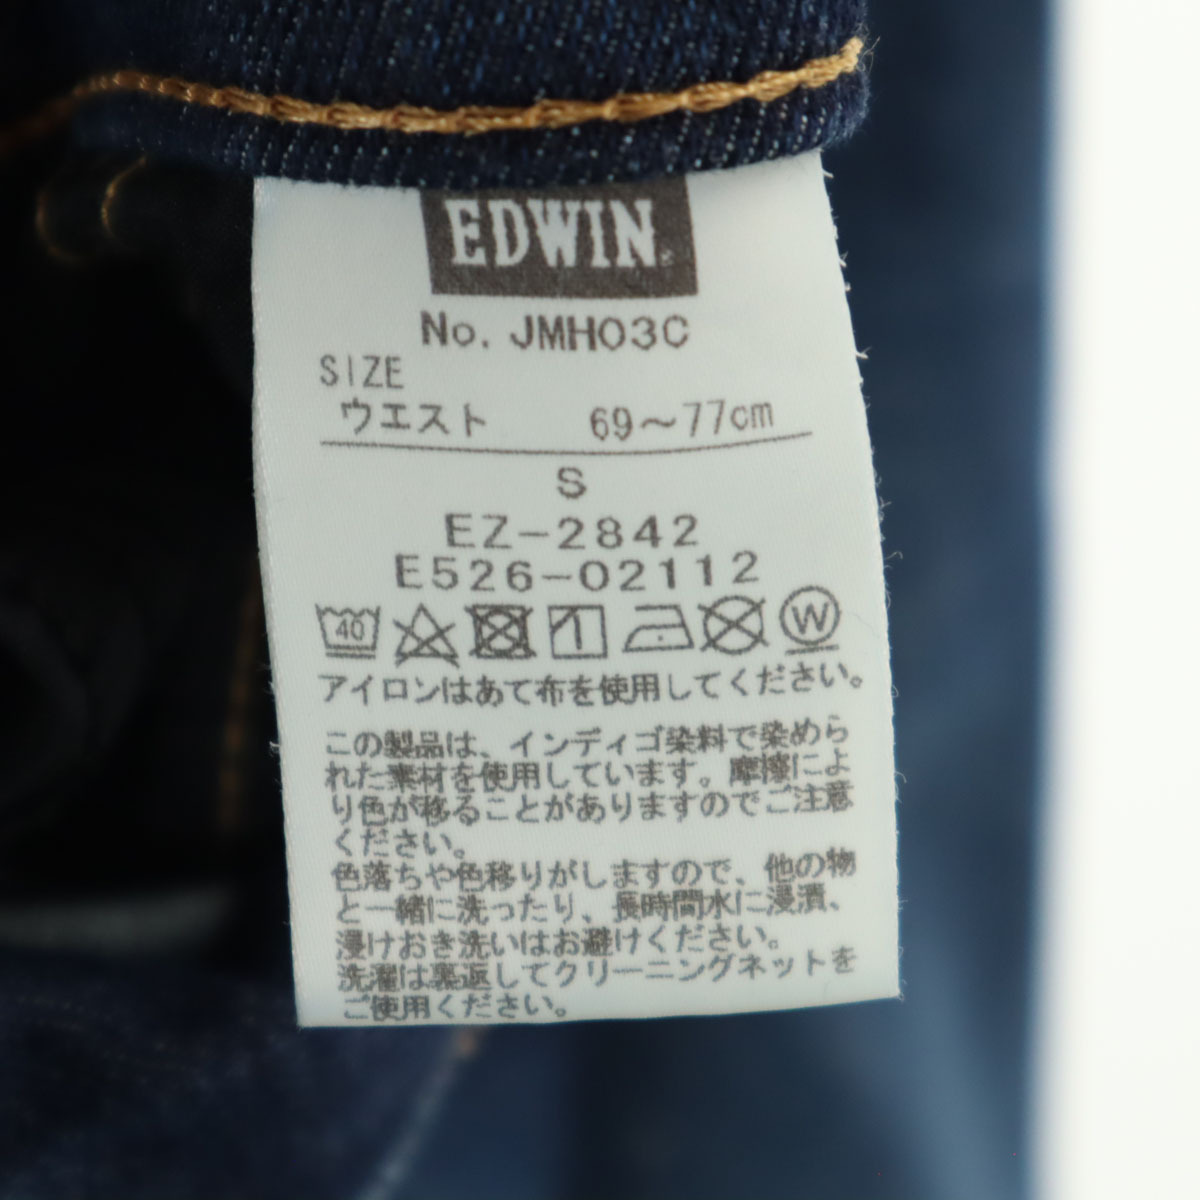 EDWIN®
No. JMH03C
SIZE
ウエスト 69～77cm
S
EZ-2842
E526-02112
40 W
アイロンはあて布を使用してください。
この製品は、インディゴ染料で染めら
れた素材を使用しています。摩擦によ
り色が移ることがありますのでご注意
ください。
色落ちや色移りがしますので、他の物
と一緒に洗ったり、長時間水に浸漬、
浸けおき洗いはお避けください。
洗濯は裏返してクリーニングネットを
ご使用ください。